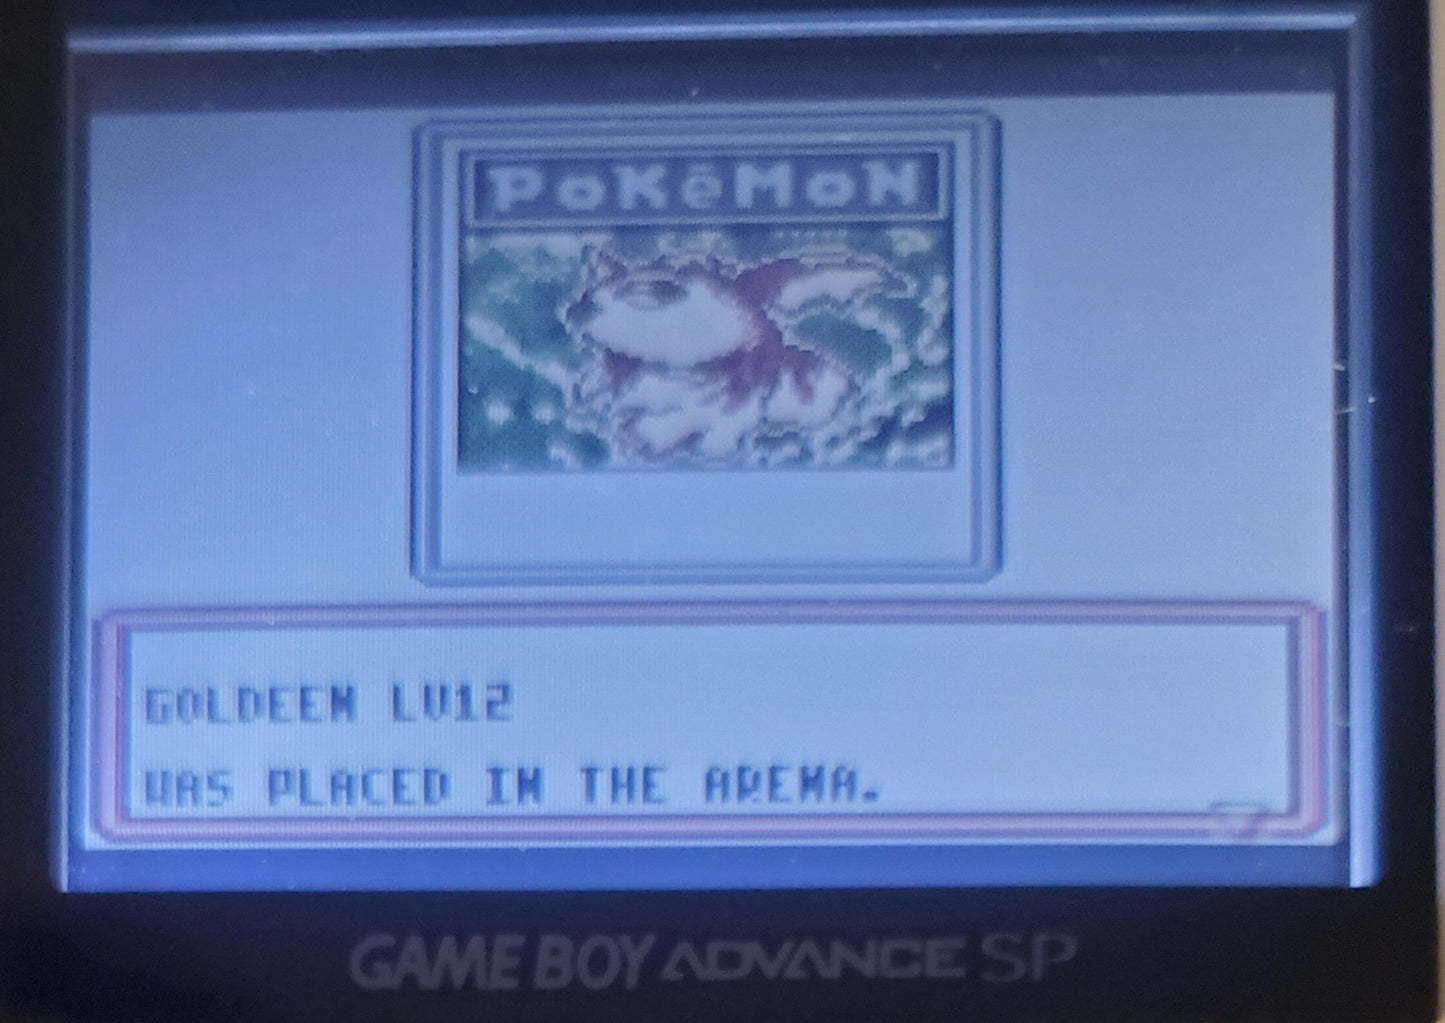 POKéMON
GOLDEEN LV12
WAS PLACED IN THE ARENA.
GAME BOY ADVANCE SP